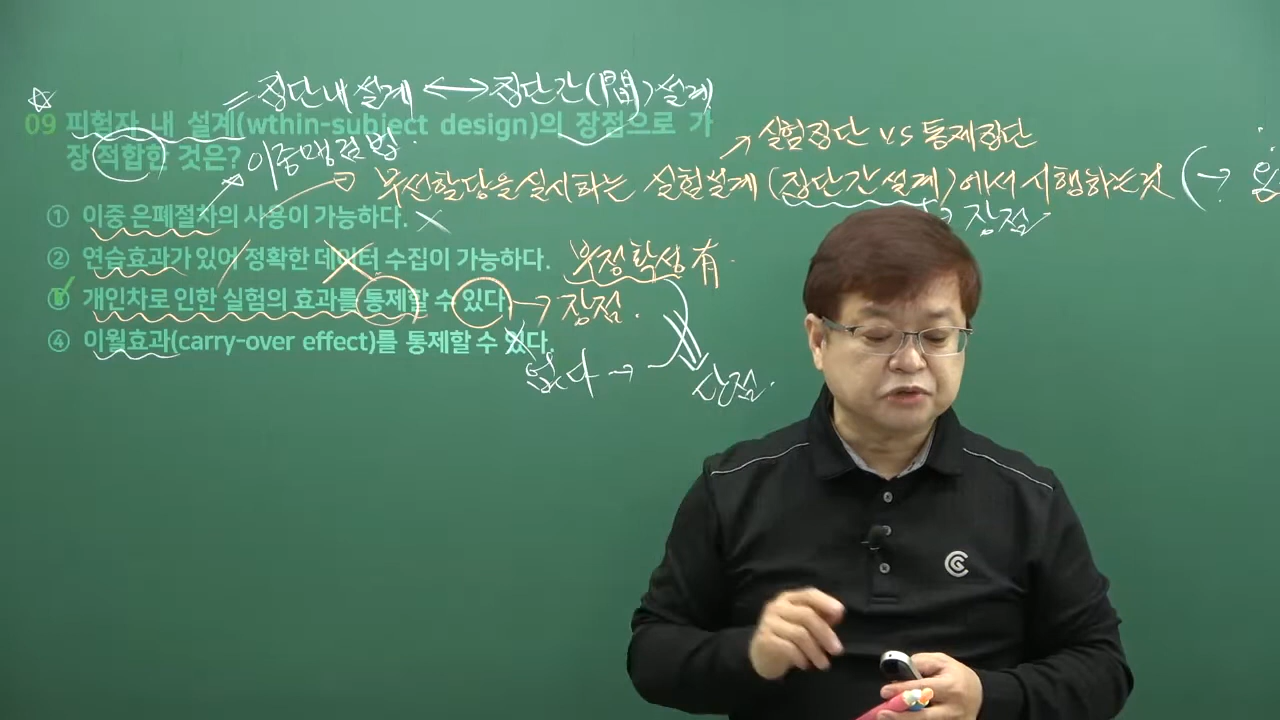 ☆ = 집단내 설계 ↔ 집단간(間) 설계
09 피험자 내 설계(wthin-subject design)의 장점으로 가
장 적합한 것은?
이중맹검법.
→ 실험집단 vs 통제집단
무선할당을 실시하는 실험설계(집단간설계)에서 시행하는것 (→
장점
① 이중 은폐절차의 사용이 가능하다. ×
② 연습효과가 있어 정확한 데이터 수집이 가능하다. 부정확성 有.
③ 개인차로 인한 실험의 효과를 통제할 수 있다. → 장점.
④ 이월효과(carry-over effect)를 통제할 수 있다.
없다 → 단점.